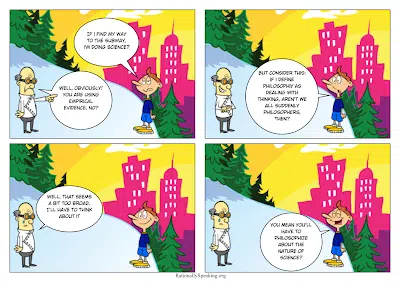 IF I FIND MY WAY
TO THE SUBWAY,
I'M DOING SCIENCE?
WELL, OBVIOUSLY!
YOU ARE USING
EMPIRICAL
EVIDENCE, NO?
BUT CONSIDER THIS:
IF I DEFINE
PHILOSOPHY AS
DEALING WITH
THINKING, AREN'T WE
ALL SUDDENLY
PHILOSOPHERS,
THEN?
WELL, THAT SEEMS
A BIT TOO BROAD.
I'LL HAVE TO THINK
ABOUT IT
YOU MEAN YOU'LL
HAVE TO
PHILOSOPHIZE
ABOUT THE
NATURE OF
SCIENCE?
RationallySpeaking.org